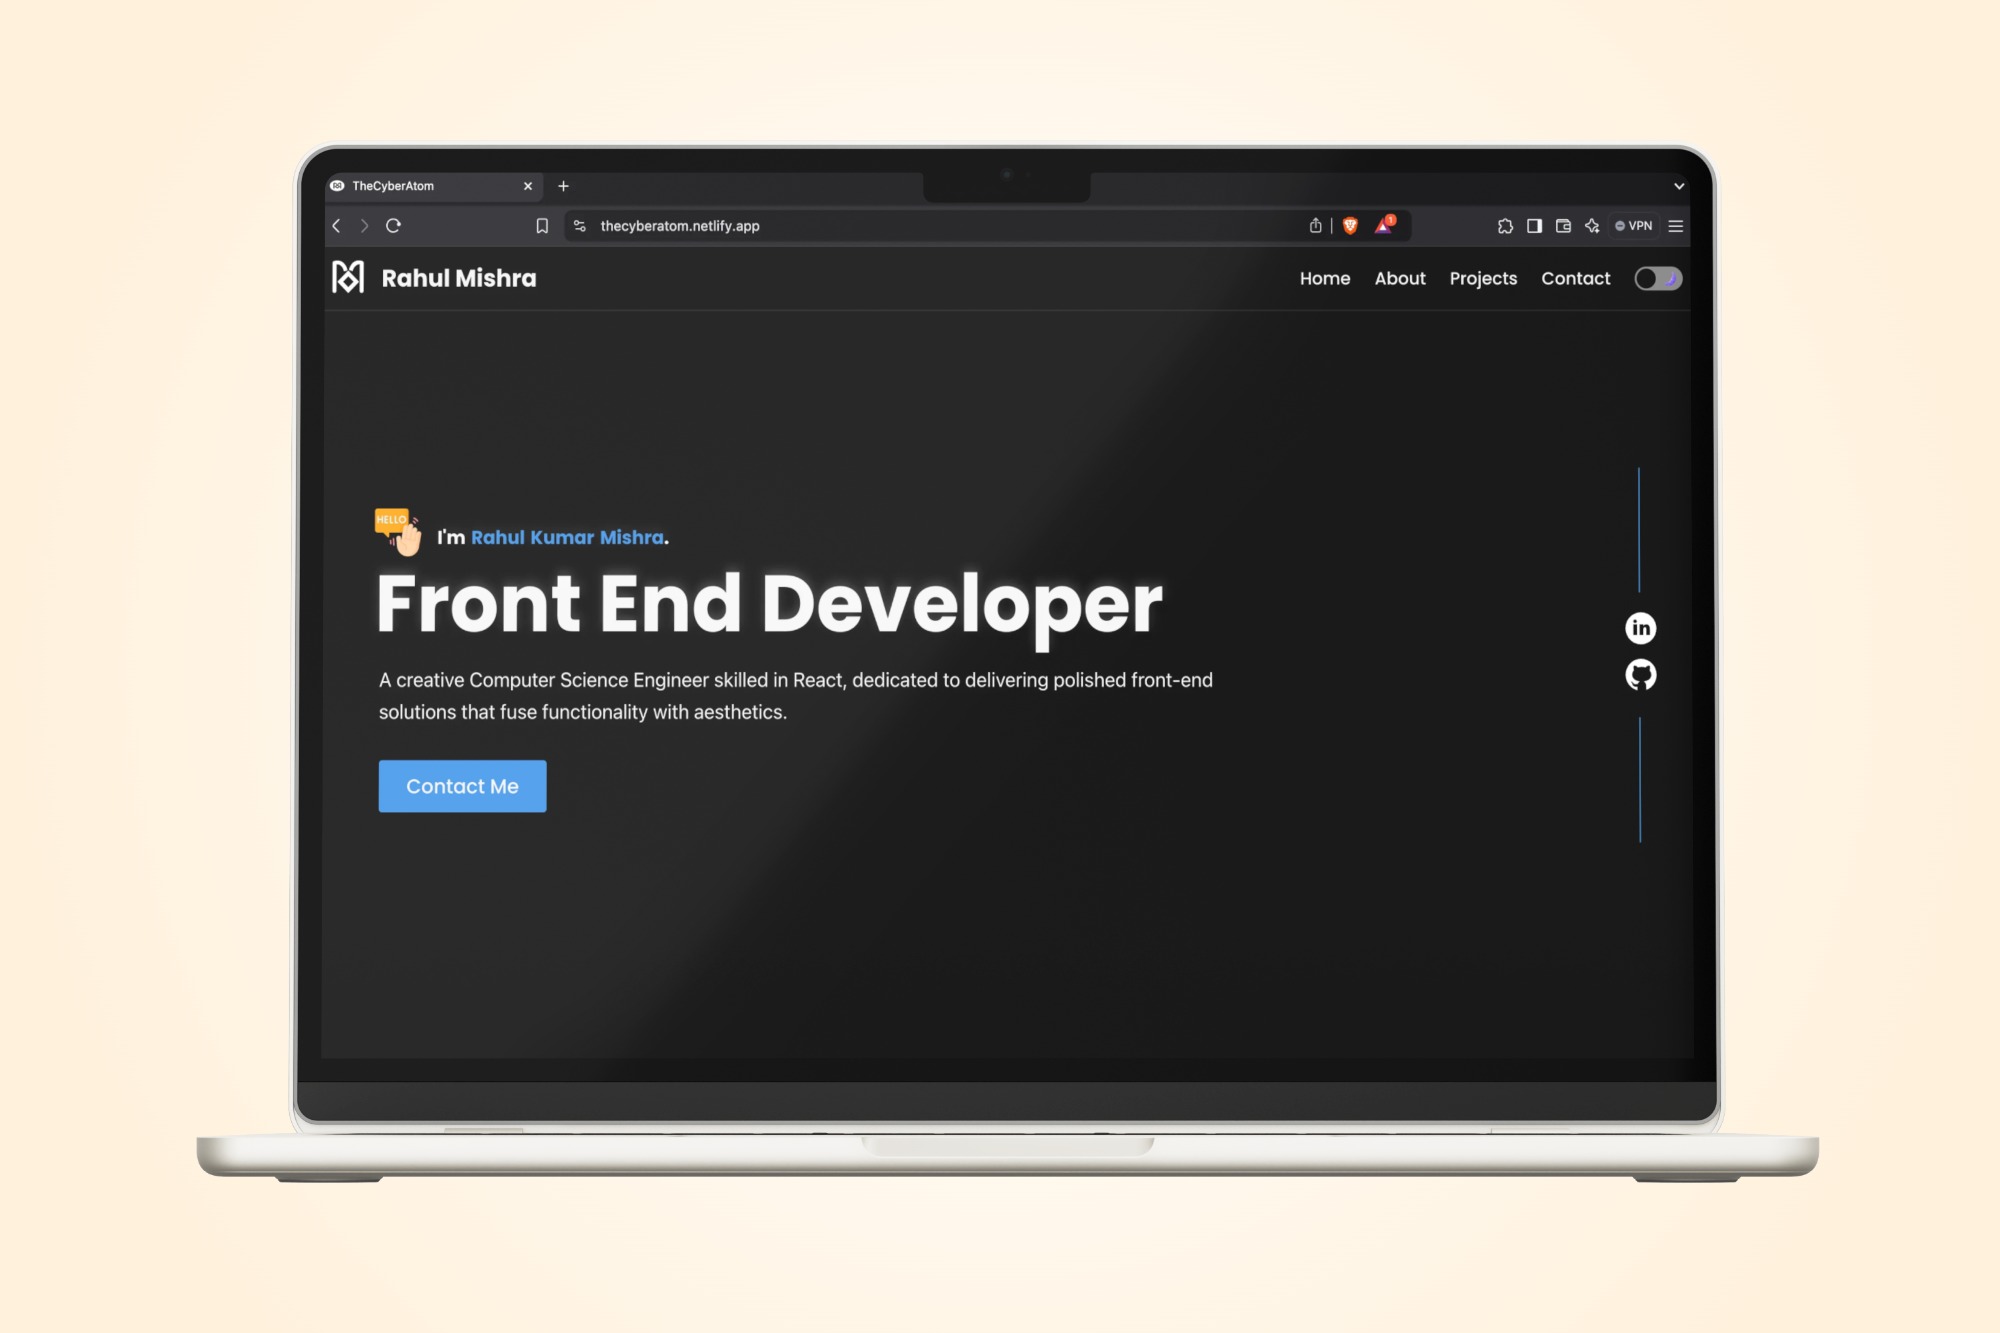 TheCyberAtom
thecyberatom.netlify.app
1
VPN
Rahul Mishra
Home About Projects Contact
HELLO
I'm Rahul Kumar Mishra.
Front End Developer
A creative Computer Science Engineer skilled in React, dedicated to delivering polished front-end
solutions that fuse functionality with aesthetics.
in
Contact Me